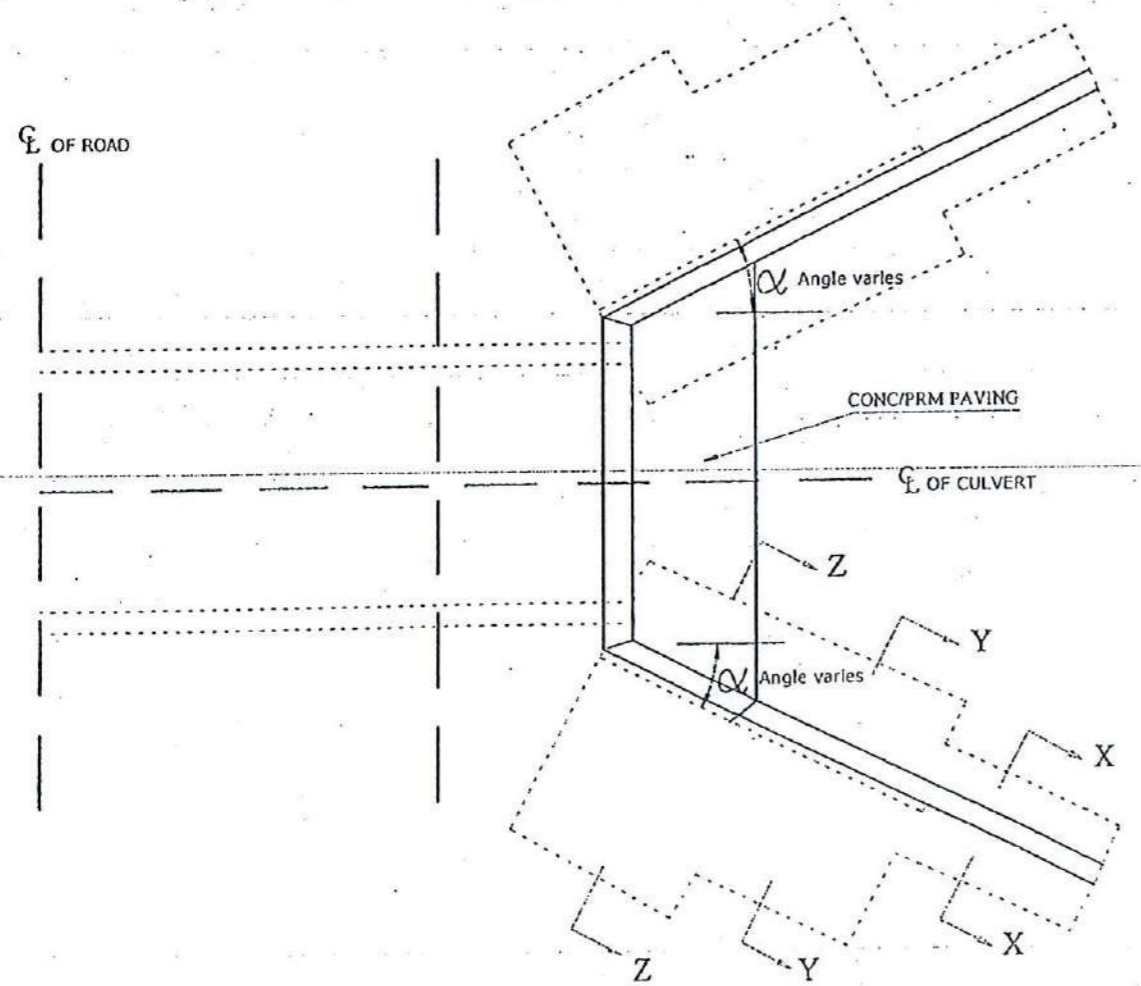 ℄ OF ROAD
α Angle varies
CONC/PRM PAVING
℄ OF CULVERT
Z
Y
α Angle varies
X
X
Z
Y